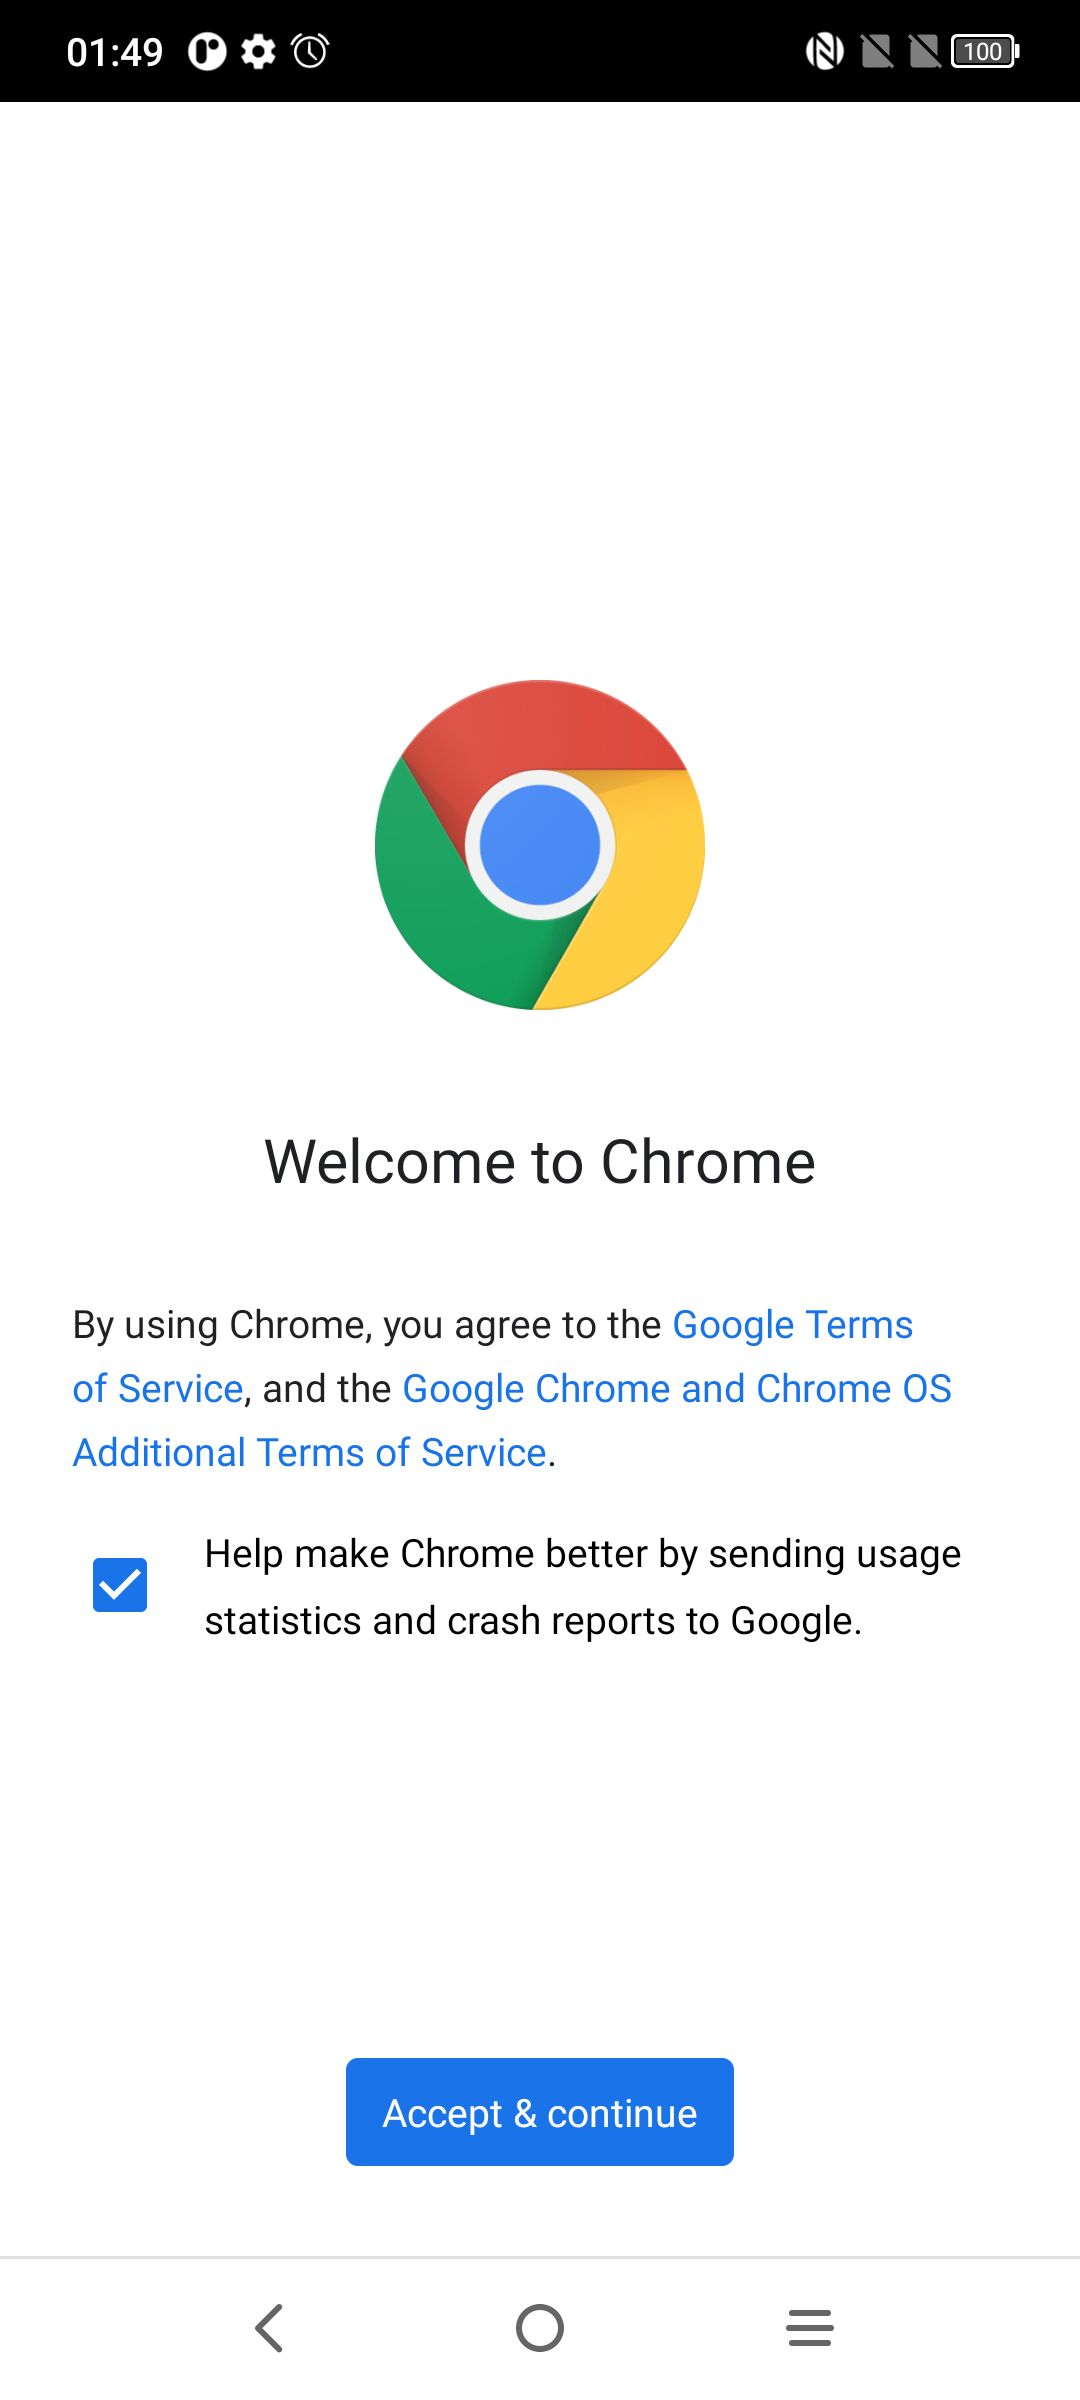 01:49
100
Welcome to Chrome
By using Chrome, you agree to the Google Terms
of Service, and the Google Chrome and Chrome OS
Additional Terms of Service.
Help make Chrome better by sending usage
statistics and crash reports to Google.
Accept & continue